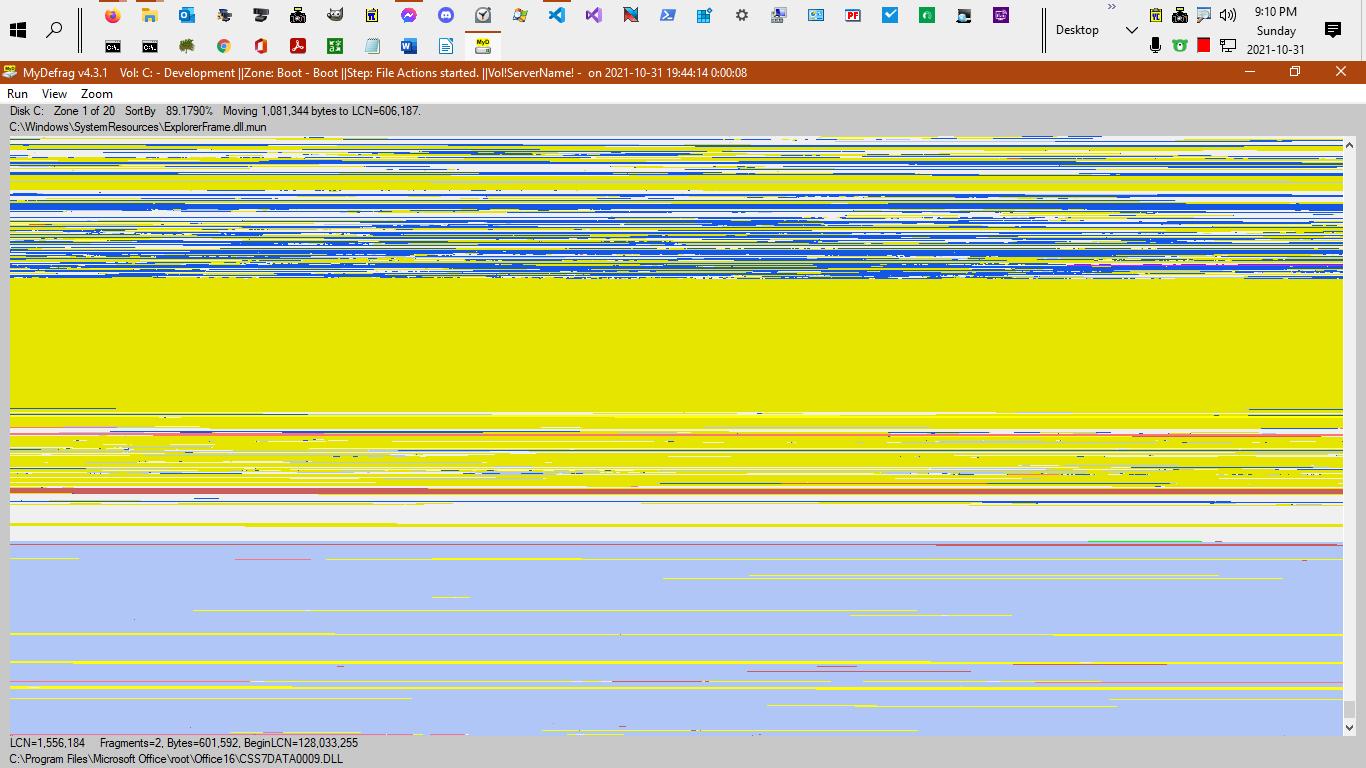 9:10 PM
Desktop
Sunday
2021-10-31
MyDefrag v4.3.1 Vol: C: - Development ||Zone: Boot - Boot ||Step: File Actions started. ||Vol!ServerName! - on 2021-10-31 19:44:14 0:00:08
Run View Zoom
Disk C: Zone 1 of 20 SortBy 89.1790% Moving 1,081,344 bytes to LCN=606,187.
C:\Windows\SystemResources\ExplorerFrame.dll.mun
LCN=1,556,184 Fragments=2, Bytes=601,592, BeginLCN=128,033,255
C:\Program Files\Microsoft Office\root\Office16\CSS7DATA0009.DLL